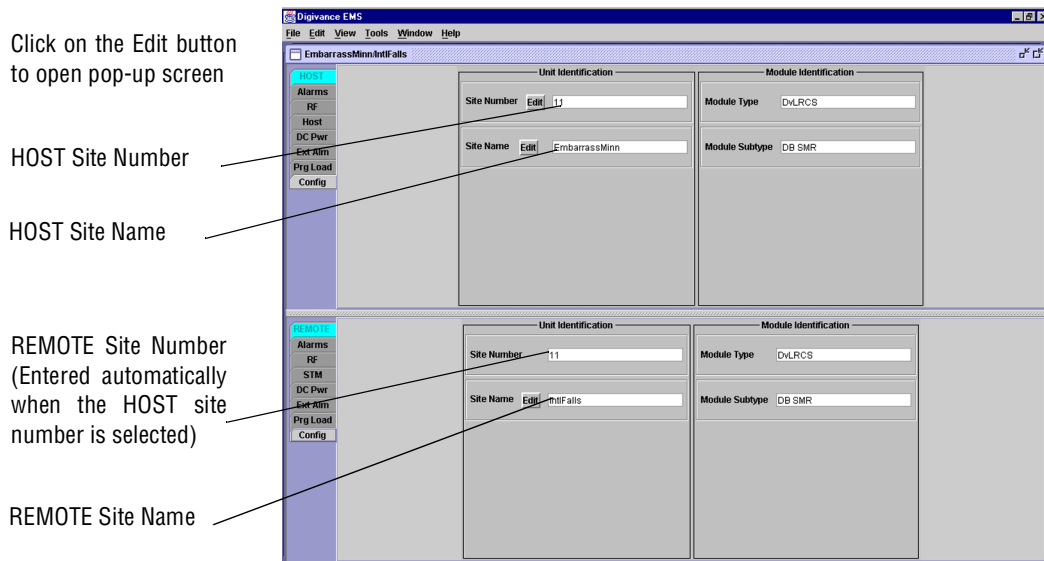 Click on the Edit button
to open pop-up screen
HOST Site Number
HOST Site Name
REMOTE Site Number
(Entered automatically
when the HOST site
number is selected)
REMOTE Site Name
Digivance EMS
File Edit View Tools Window Help
EmbarrassMinn/IntlFalls
HOST
Alarms
RF
Host
DC Pwr
Ext Alm
Prg Load
Config
Unit Identification
Site Number Edit 11
Site Name Edit EmbarrassMinn
Module Identification
Module Type DvLRCS
Module Subtype DB SMR
REMOTE
Alarms
RF
STM
DC Pwr
Ext Alm
Prg Load
Config
Unit Identification
Site Number 11
Site Name Edit IntlFalls
Module Identification
Module Type DvLRCS
Module Subtype DB SMR